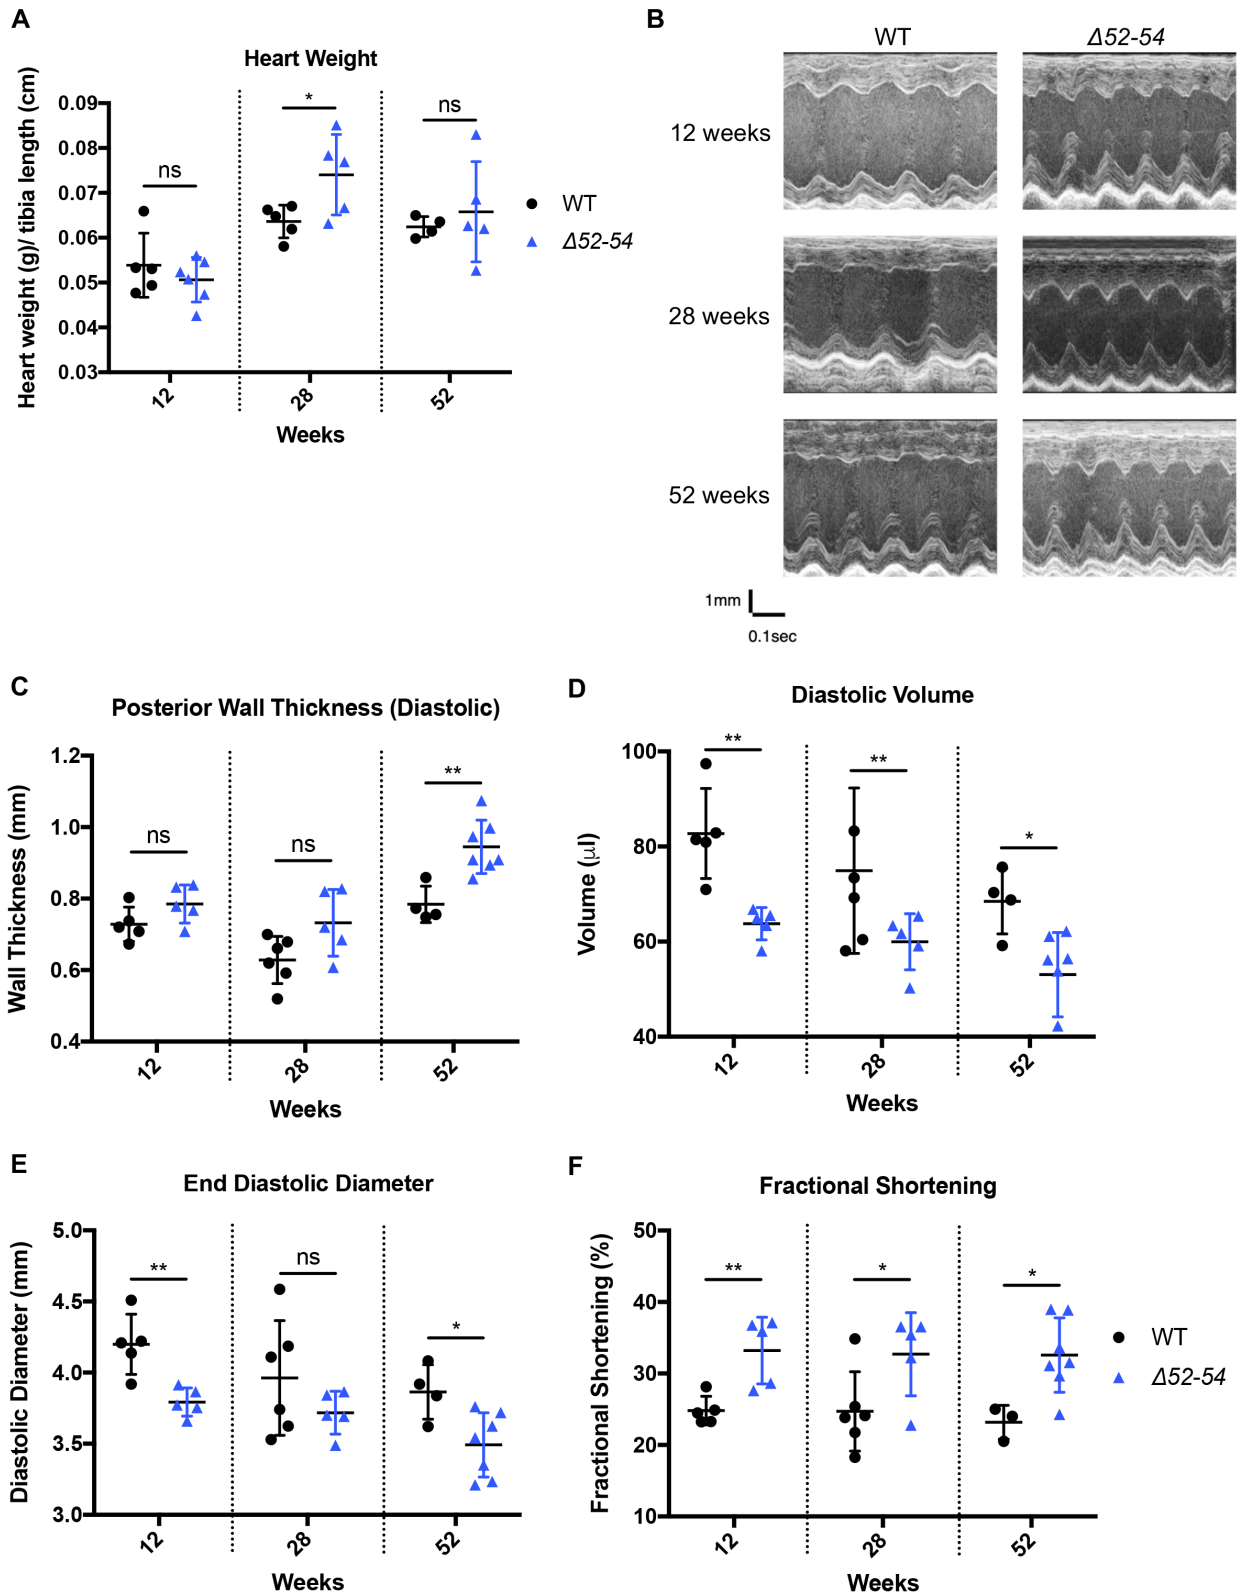 A
Heart Weight
Heart weight (g)/ tibia length (cm)
0.09
0.08
0.07
0.06
0.05
0.04
0.03
ns
*
ns
WT
Δ52-54
12
28
52
Weeks
B
WT
Δ52-54
12 weeks
28 weeks
52 weeks
1mm
0.1sec
C
Posterior Wall Thickness (Diastolic)
Wall Thickness (mm)
1.2
1.0
0.8
0.6
0.4
ns
ns
**
12
28
52
Weeks
D
Diastolic Volume
Volume (μl)
100
80
60
40
**
**
*
12
28
52
Weeks
E
End Diastolic Diameter
Diastolic Diameter (mm)
5.0
4.5
4.0
3.5
3.0
**
ns
*
12
28
52
Weeks
F
Fractional Shortening
Fractional Shortening (%)
50
40
30
20
10
**
*
*
WT
Δ52-54
12
28
52
Weeks